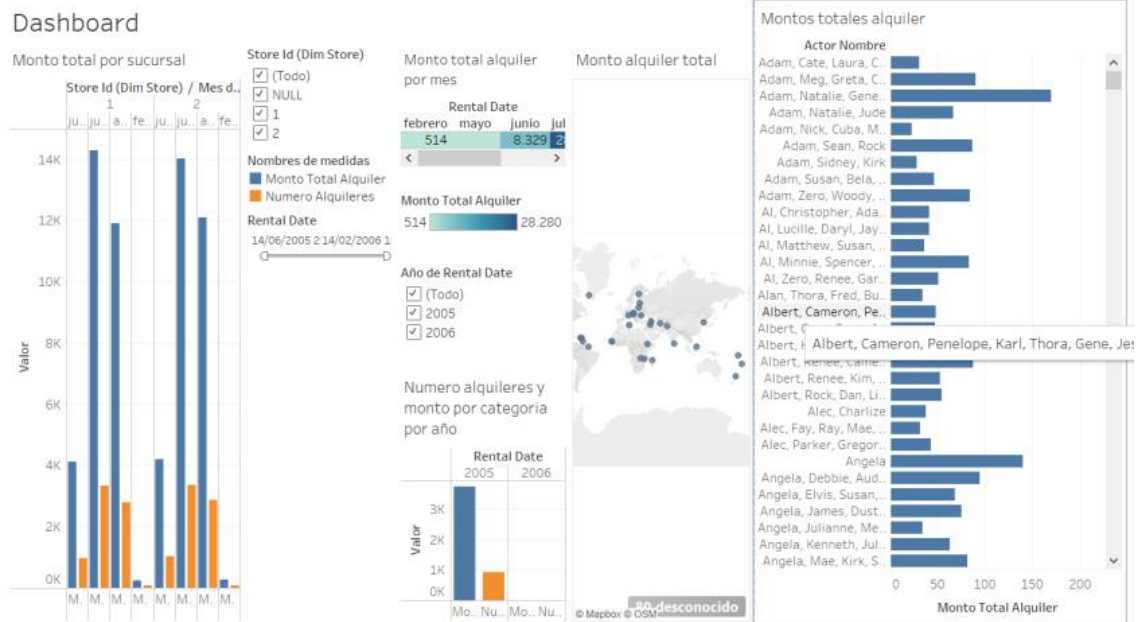 Dashboard
Monto total por sucursal
Store Id (Dim Store) / Mes d..
1 2
ju.. ju.. a.. fe.. ju.. ju.. a.. fe..
14K
12K
10K
8K
6K
4K
2K
0K
Valor
M. M. M. M. M. M. M. M.
Store Id (Dim Store)
(Todo)
NULL
1
2
Nombres de medidas
Monto Total Alquiler
Numero Alquileres
Rental Date
14/06/2005 2 14/02/2006 1
Monto total alquiler
por mes
Rental Date
febrero mayo junio jul
514 8.329 2
Monto Total Alquiler
514 28.280
Año de Rental Date
(Todo)
2005
2006
Numero alquileres y
monto por categoria
por año
Rental Date
2005 2006
3K
2K
1K
0K
Valor
Mo.. Nu.. Mo.. Nu..
Monto alquiler total
80 desconocido
© Mapbox © OSM
Montos totales alquiler
Actor Nombre
Adam, Cate, Laura, C..
Adam, Meg, Greta, C..
Adam, Natalie, Gene..
Adam, Natalie, Jude
Adam, Nick, Cuba, M..
Adam, Sean, Rock
Adam, Sidney, Kirk
Adam, Susan, Bela, ..
Adam, Zero, Woody, ..
Al, Christopher, Ada..
Al, Lucille, Daryl, Jay..
Al, Matthew, Susan, ..
Al, Minnie, Spencer, ..
Al, Zero, Renee, Gar..
Alan, Thora, Fred, Bu..
Albert, Cameron, Pe..
Albert,
Albert,
Albert, Cameron, Penelope, Karl, Thora, Gene, Jes
Albert, Renee, Came..
Albert, Renee, Kim, ..
Albert, Rock, Dan, Li..
Alec, Charlize
Alec, Fay, Ray, Mae, ..
Alec, Parker, Gregor..
Angela
Angela, Debbie, Aud..
Angela, Elvis, Susan,..
Angela, James, Dust..
Angela, Julianne, Me..
Angela, Kenneth, Jul..
Angela, Mae, Kirk, S..
0 50 100 150 200
Monto Total Alquiler